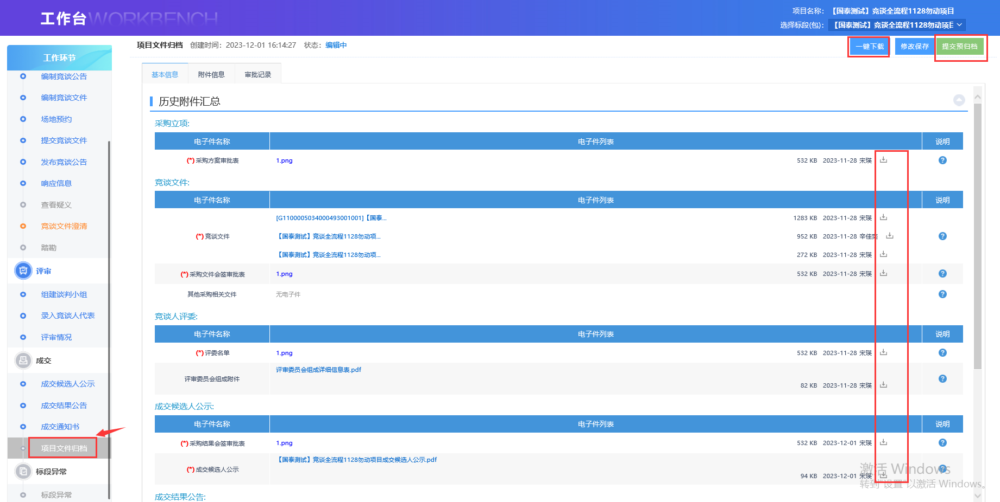 工作台WORKBENCH
项目名称: 【国泰测试】竞谈全流程1128勿动项目
选择标段(包): 【国泰测试】竞谈全流程1128勿动项目
工作环节
编制竞谈公告
编制竞谈文件
场地预约
提交竞谈文件
发布竞谈公告
响应信息
查看疑义
竞谈文件澄清
踏勘
评审
组建谈判小组
录入竞谈人代表
评审情况
成交
成交候选人公示
成交结果公告
成交通知书
项目文件归档
标段异常
标段异常
项目文件归档 创建时间: 2023-12-01 16:14:27 状态: 编辑中
一键下载 修改保存 提交预归档
基本信息 附件信息 审批记录
历史附件汇总
采购立项:
电子件名称 电子件列表 说明
(*) 采购方案审批表 1.png 532 KB 2023-11-28 宋瑛
竞谈文件:
电子件名称 电子件列表 说明
[G1100005034000493001001]【国泰... 1283 KB 2023-11-28 宋瑛
(*) 竞谈文件 【国泰测试】竞谈全流程1128勿动项... 952 KB 2023-11-28 辛佳奕
【国泰测试】竞谈全流程1128勿动项... 272 KB 2023-11-28 宋瑛
(*) 采购文件会签审批表 1.png 532 KB 2023-11-28 宋瑛
其他采购相关文件 无电子件
竞谈人评委:
电子件名称 电子件列表 说明
(*) 评委名单 1.png 532 KB 2023-11-28 宋瑛
评审委员会组成附件 评审委员会组成详细信息表.pdf
82 KB 2023-11-28 宋瑛
成交候选人公示:
电子件名称 电子件列表 说明
(*) 采购结果会签审批表 1.png 532 KB 2023-12-01 宋瑛
(*) 成交候选人公示 【国泰测试】竞谈全流程1128勿动项目成交候选人公示.pdf
94 KB 2023-12-01 宋瑛
成交结果公告:
激活 Windows
转到"设置"以激活 Windows。